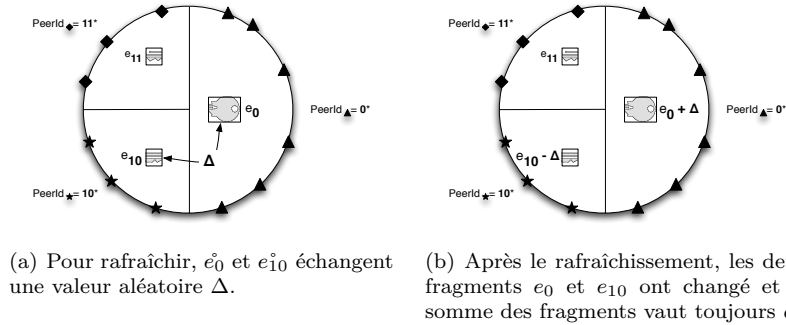 PeerId ◆= 11*
e11
e0
PeerId ▲= 0*
e10
Δ
PeerId ★= 10*
(a) Pour rafraîchir, e̊0 et e̊10 échangent
une valeur aléatoire Δ.
PeerId ◆= 11*
e11
e0 + Δ
PeerId ▲= 0*
e10 - Δ
PeerId ★= 10*
(b) Après le rafraîchissement, les de
fragments e0 et e10 ont changé et
somme des fragments vaut toujours